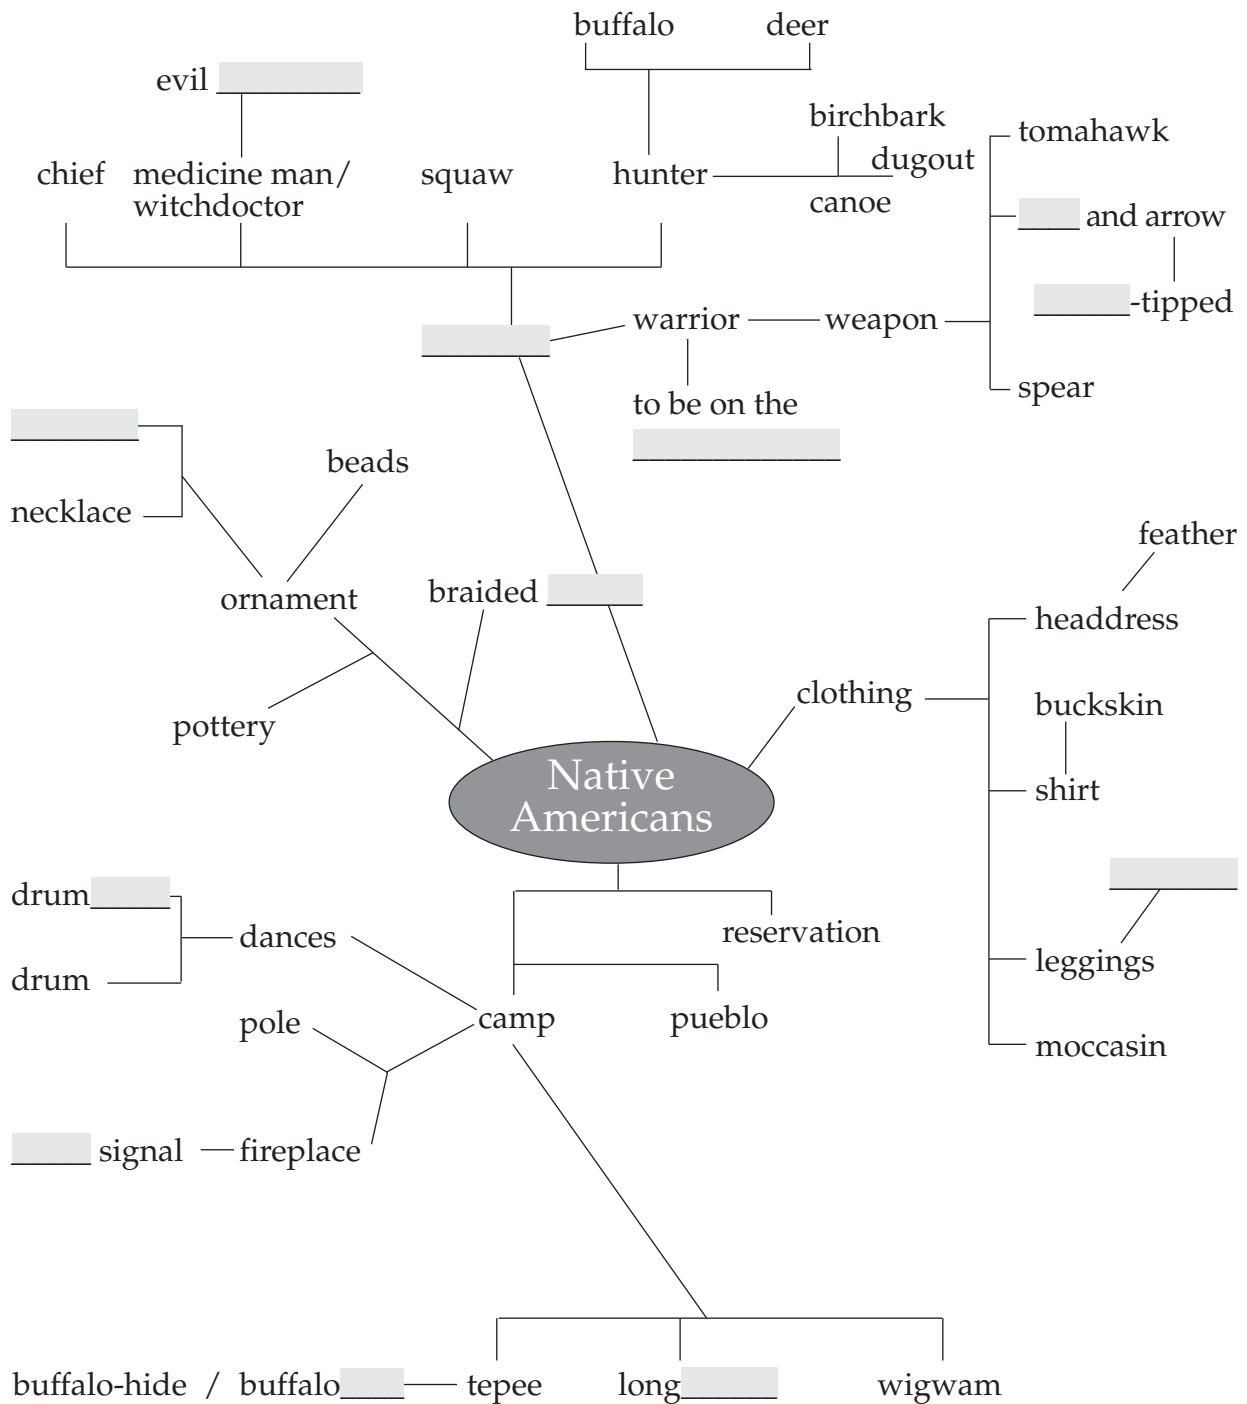 buffalo deer
evil
birchbark
tomahawk
dugout
chief medicine man/ squaw hunter
witchdoctor
canoe
and arrow
-tipped
warrior weapon
spear
to be on the
beads
necklace
feather
braided
ornament
headdress
clothing
buckskin
pottery
Native
Americans
shirt
drum
dances
reservation
leggings
drum
pole
camp pueblo
moccasin
signal fireplace
buffalo-hide / buffalo tepee long wigwam